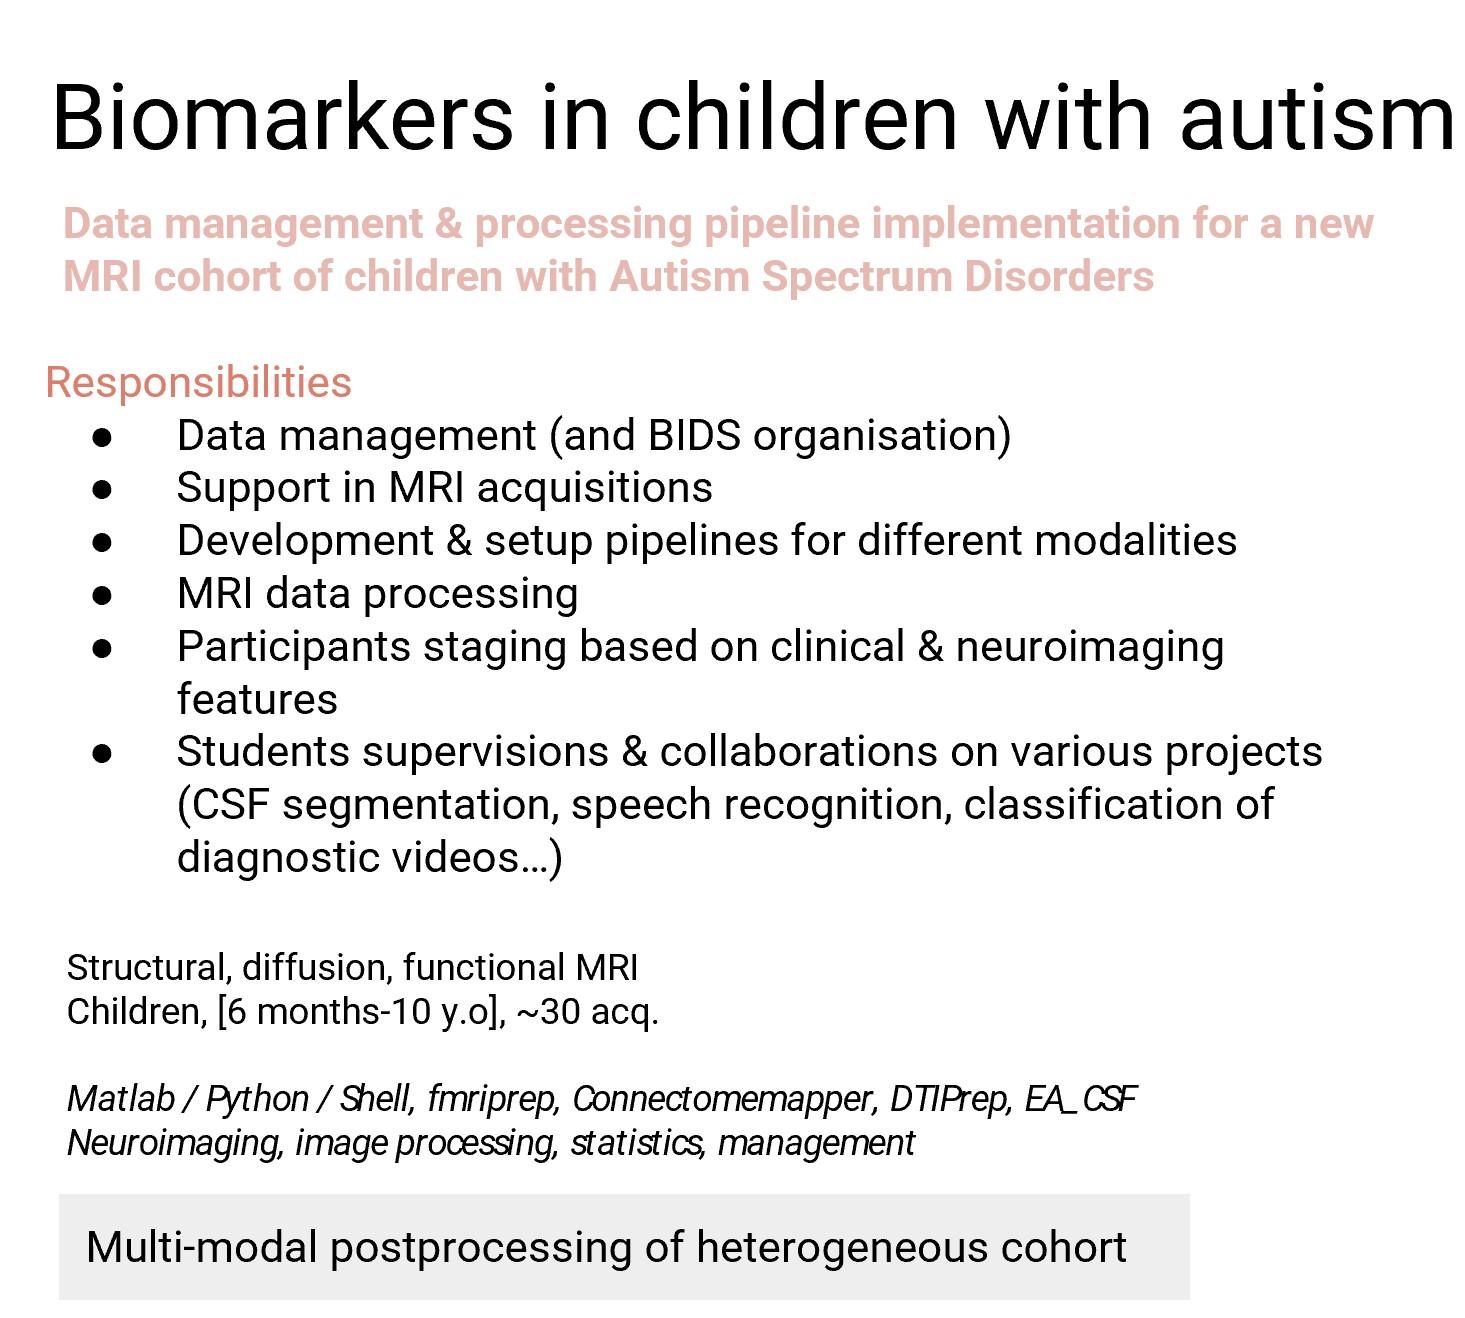 Biomarkers in children with autism
Data management & processing pipeline implementation for a new
MRI cohort of children with Autism Spectrum Disorders
Responsibilities
● Data management (and BIDS organisation)
● Support in MRI acquisitions
● Development & setup pipelines for different modalities
● MRI data processing
● Participants staging based on clinical & neuroimaging
features
● Students supervisions & collaborations on various projects
(CSF segmentation, speech recognition, classification of
diagnostic videos…)
Structural, diffusion, functional MRI
Children, [6 months-10 y.o], ~30 acq.
Matlab / Python / Shell, fmriprep, Connectomemapper, DTIPrep, EA_CSF
Neuroimaging, image processing, statistics, management
Multi-modal postprocessing of heterogeneous cohort